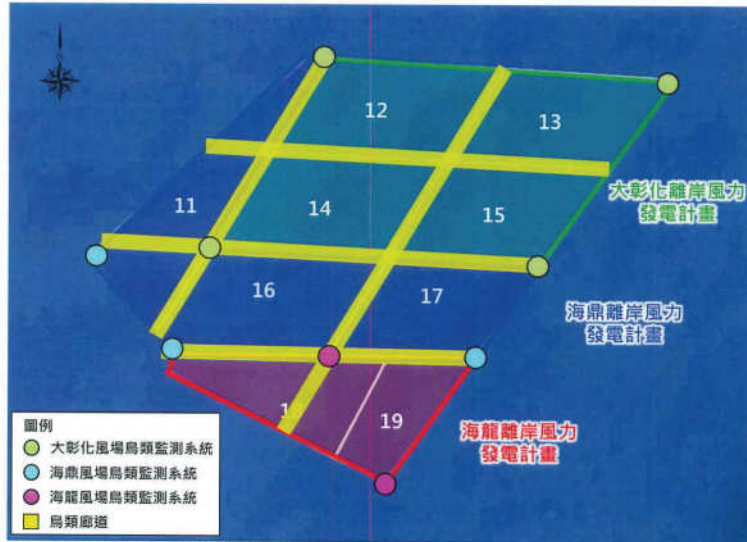 12
13
大彰化離岸風力
發電計畫
11
14
15
16
17
海鼎離岸風力
發電計畫
1
19
海龍離岸風力
發電計畫
圖例
大彰化風場鳥類監測系統
海鼎風場鳥類監測系統
海龍風場鳥類監測系統
鳥類廊道